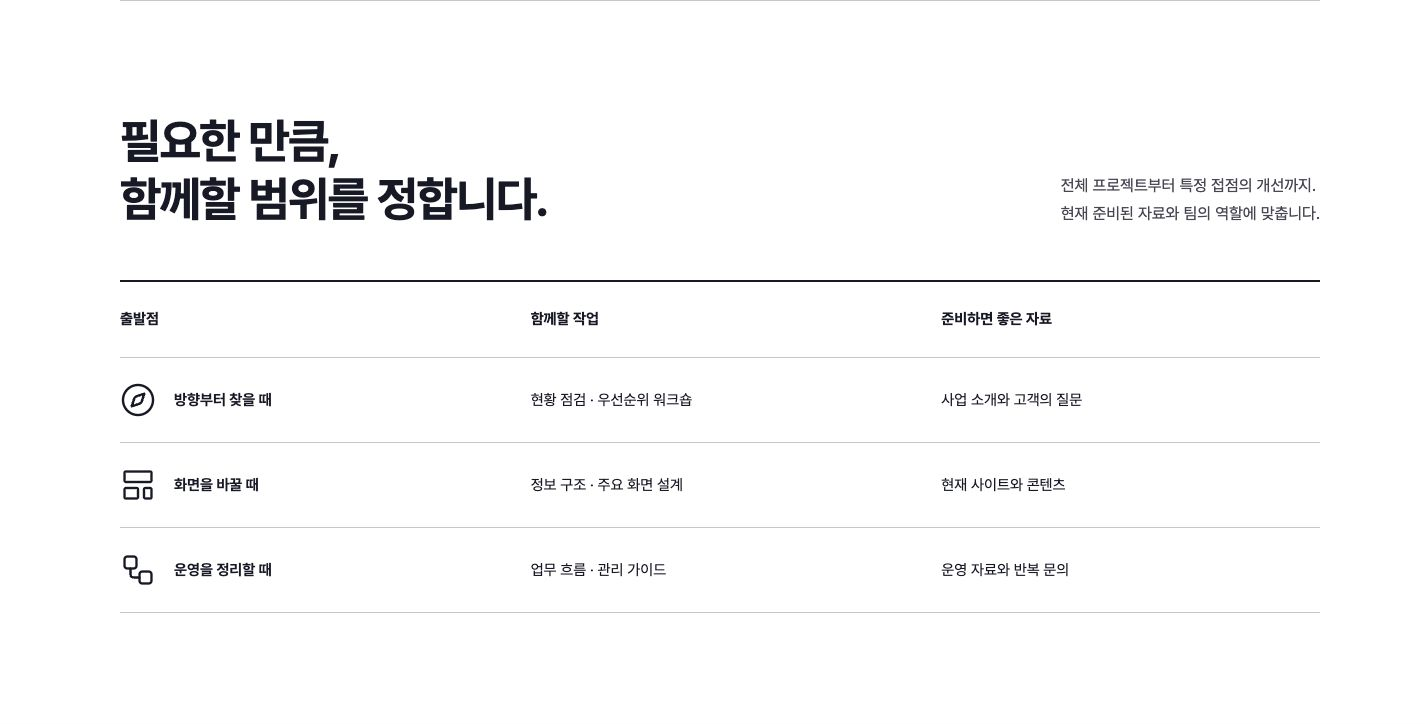 필요한 만큼,
함께할 범위를 정합니다.
전체 프로젝트부터 특정 접점의 개선까지.
현재 준비된 자료와 팀의 역할에 맞춥니다.
출발점
함께할 작업
준비하면 좋은 자료
방향부터 찾을 때
현황 점검 · 우선순위 워크숍
사업 소개와 고객의 질문
화면을 바꿀 때
정보 구조 · 주요 화면 설계
현재 사이트와 콘텐츠
운영을 정리할 때
업무 흐름 · 관리 가이드
운영 자료와 반복 문의